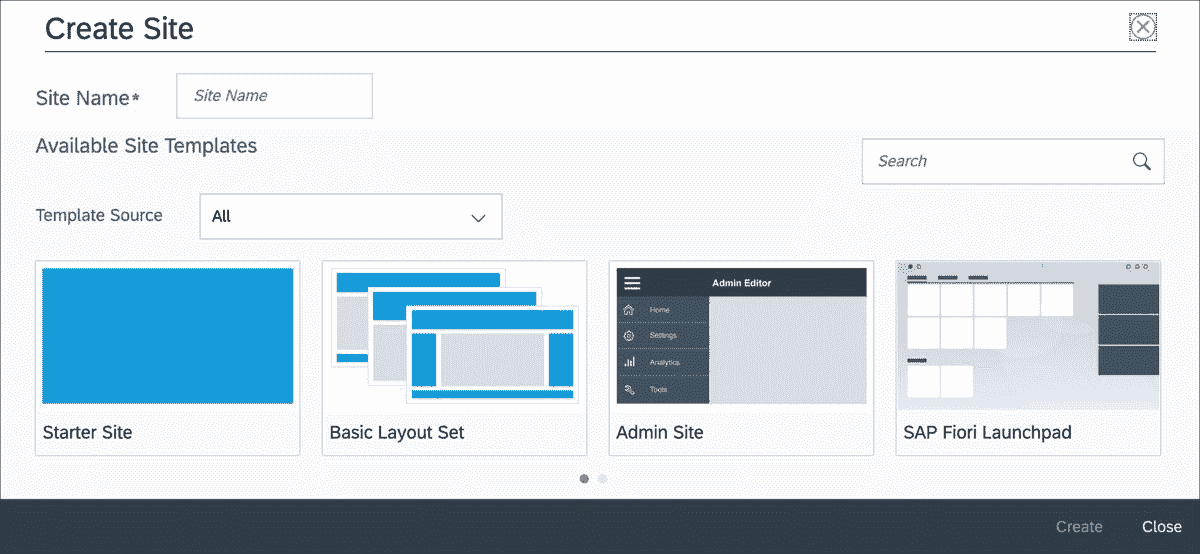 Create Site
Site Name*
Site Name
Available Site Templates
Search
Template Source
All
Admin Editor
Home
Settings
Analytics
Tools
Starter Site
Basic Layout Set
Admin Site
SAP Fiori Launchpad
Create
Close